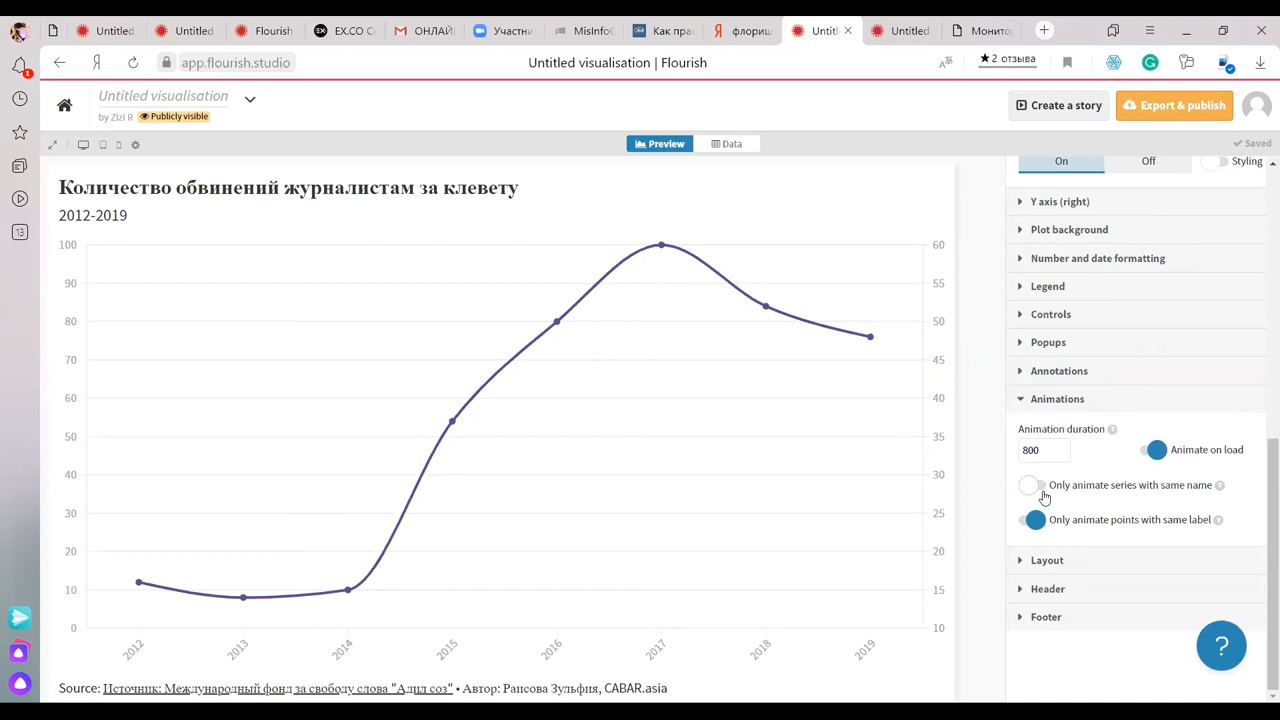 Untitled
Untitled
Flourish
EX.CO Co
ОНЛАЙ
Участни
MisInfoC
Как пра
флориш
Untitl
Untitled
Монито
1
app.flourish.studio
Untitled visualisation | Flourish
★2 отзыва
Untitled visualisation
by Zizi R Publicly visible
Create a story
Export & publish
Preview
Data
Saved
13
Количество обвинений журналистам за клевету
2012-2019
100
90
80
70
60
50
40
30
20
10
0
60
55
50
45
40
35
30
25
20
15
10
2012
2013
2014
2015
2016
2017
2018
2019
Source: Источник: Международный фонд за свободу слова "Адил соз" • Автор: Рапсова Зульфия, CABAR.asia
On
Off
Styling
Y axis (right)
Plot background
Number and date formatting
Legend
Controls
Popups
Annotations
Animations
Animation duration ?
800
Animate on load
Only animate series with same name ?
Only animate points with same label ?
Layout
Header
Footer
?